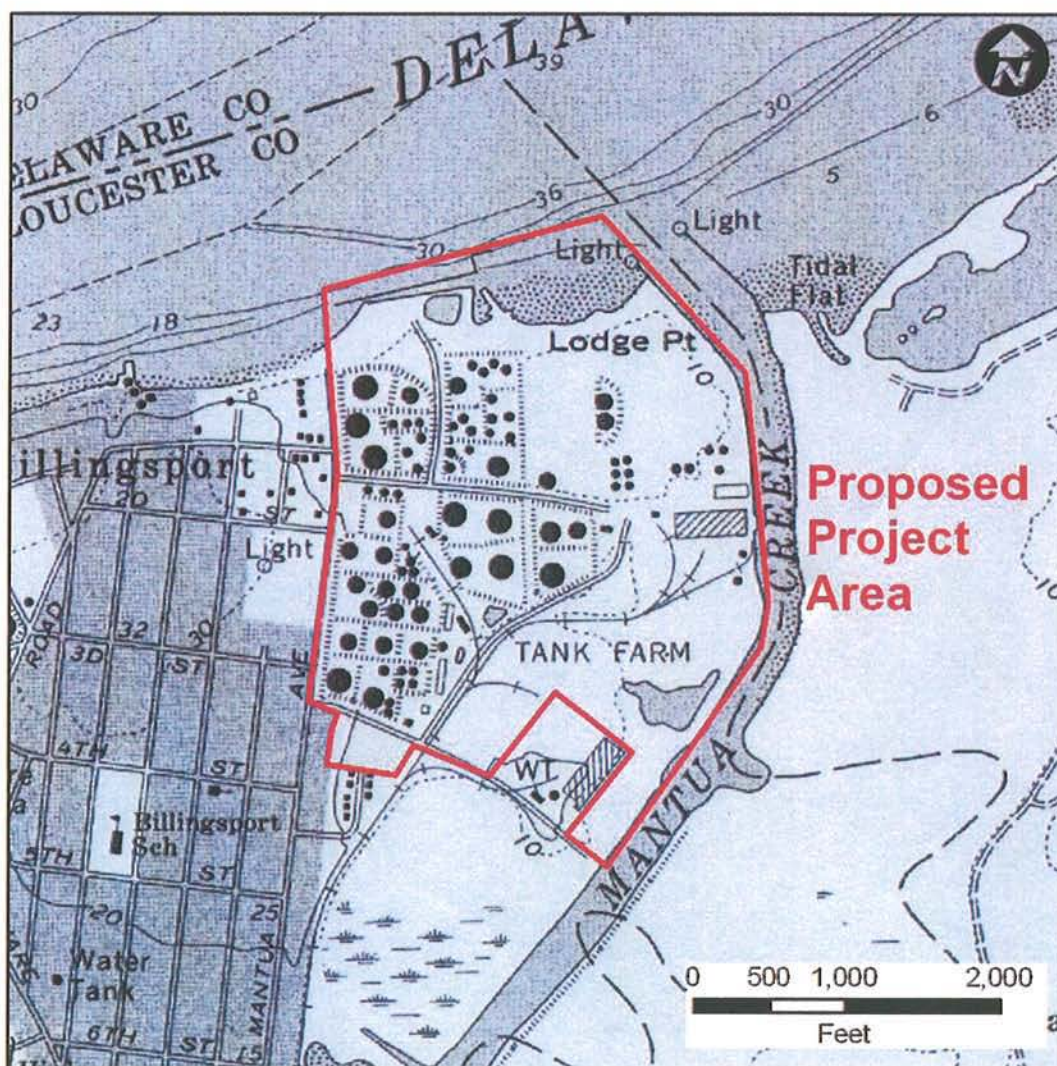 N
DELA
39
30
ELAWARE CO
LOUCESTER CO
30
6
5
36
Light
30
Light
Tidal
Flat
23
18
Lodge Pt
10
illingsport
20
ST
Light
CREEK
Proposed
Project
Area
10
ROAD
32
30
3D
ST
AVE
TANK FARM
4TH
ST
WT
MANTUA
Billingsport
Sch
10
5TH
ST
20
25
MANTUA
Water
Tank
6TH
ST
15
0 500 1,000 2,000
Feet